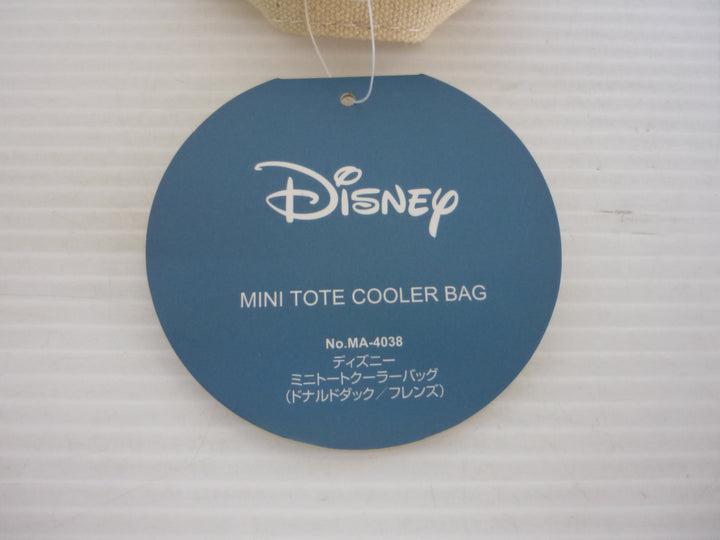 Disney
MINI TOTE COOLER BAG
No.MA-4038
ディズニー
ミニトートクーラーバッグ
（ドナルドダック／フレンズ）